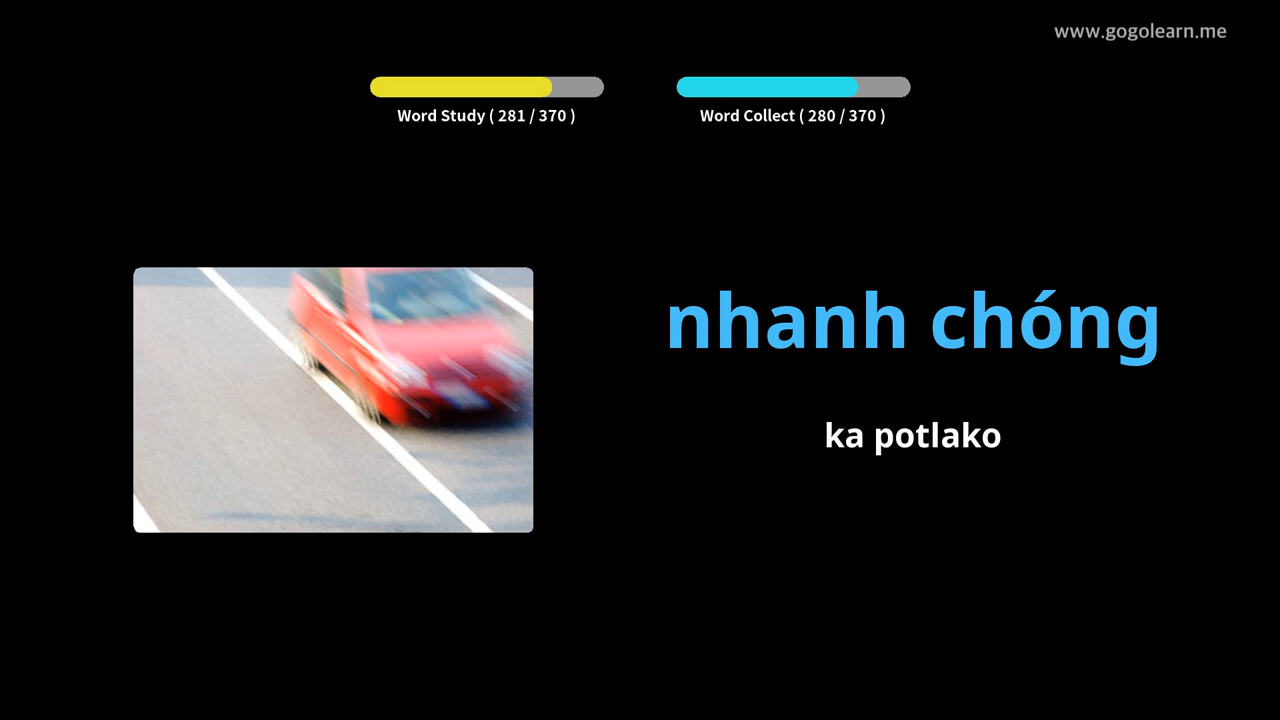 www.gogolearn.me
Word Study ( 281 / 370 )
Word Collect ( 280 / 370 )
nhanh chóng
ka potlako